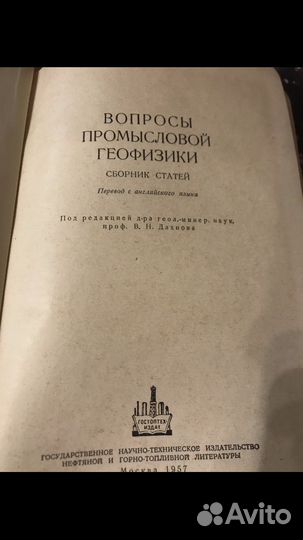 ВОПРОСЫ
ПРОМЫСЛОВОЙ
ГЕОФИЗИКИ
СБОРНИК СТАТЕЙ
Перевод с английского языка
Под редакцией д-ра геол.-минер. наук,
проф. В. Н. Дахнова
ГОСТОПТЕХ-
ИЗДАТ
ГОСУДАРСТВЕННОЕ НАУЧНО-ТЕХНИЧЕСКОЕ ИЗДАТЕЛЬСТВО
НЕФТЯНОЙ И ГОРНО-ТОПЛИВНОЙ ЛИТЕРАТУРЫ
Москва 1957
Avito